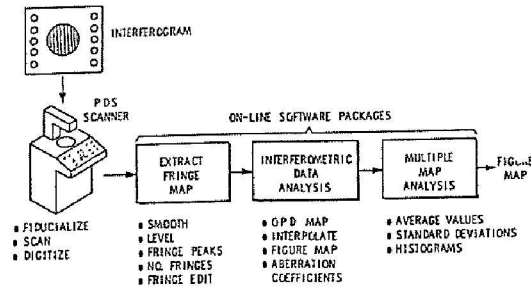 INTERFEROGRAM
PDS
SCANNER
ON-LINE SOFTWARE PACKAGES
EXTRACT
FRINGE
MAP
INTERFEROMETRIC
DATA
ANALYSIS
MULTIPLE
MAP
ANALYSIS
FIGURE
MAP
• FIDUCIALIZE
• SCAN
• DIGITIZE
• SMOOTH
• LEVEL
• FRINGE PEAKS
• NO. FRINGES
• FRINGE EDIT
• OPD MAP
• INTERPOLATE
• FIGURE MAP
• ABERRATION
COEFFICIENTS
• AVERAGE VALUES
• STANDARD DEVIATIONS
• HISTOGRAMS